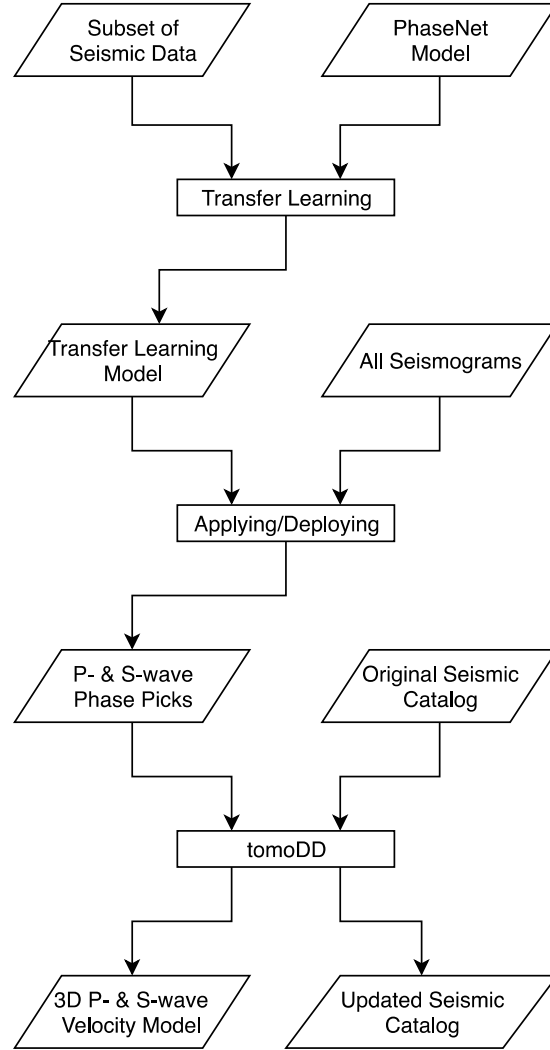 Subset of
Seismic Data
PhaseNet
Model
Transfer Learning
Transfer Learning
Model
All Seismograms
Applying/Deploying
P- & S-wave
Phase Picks
Original Seismic
Catalog
tomoDD
3D P- & S-wave
Velocity Model
Updated Seismic
Catalog